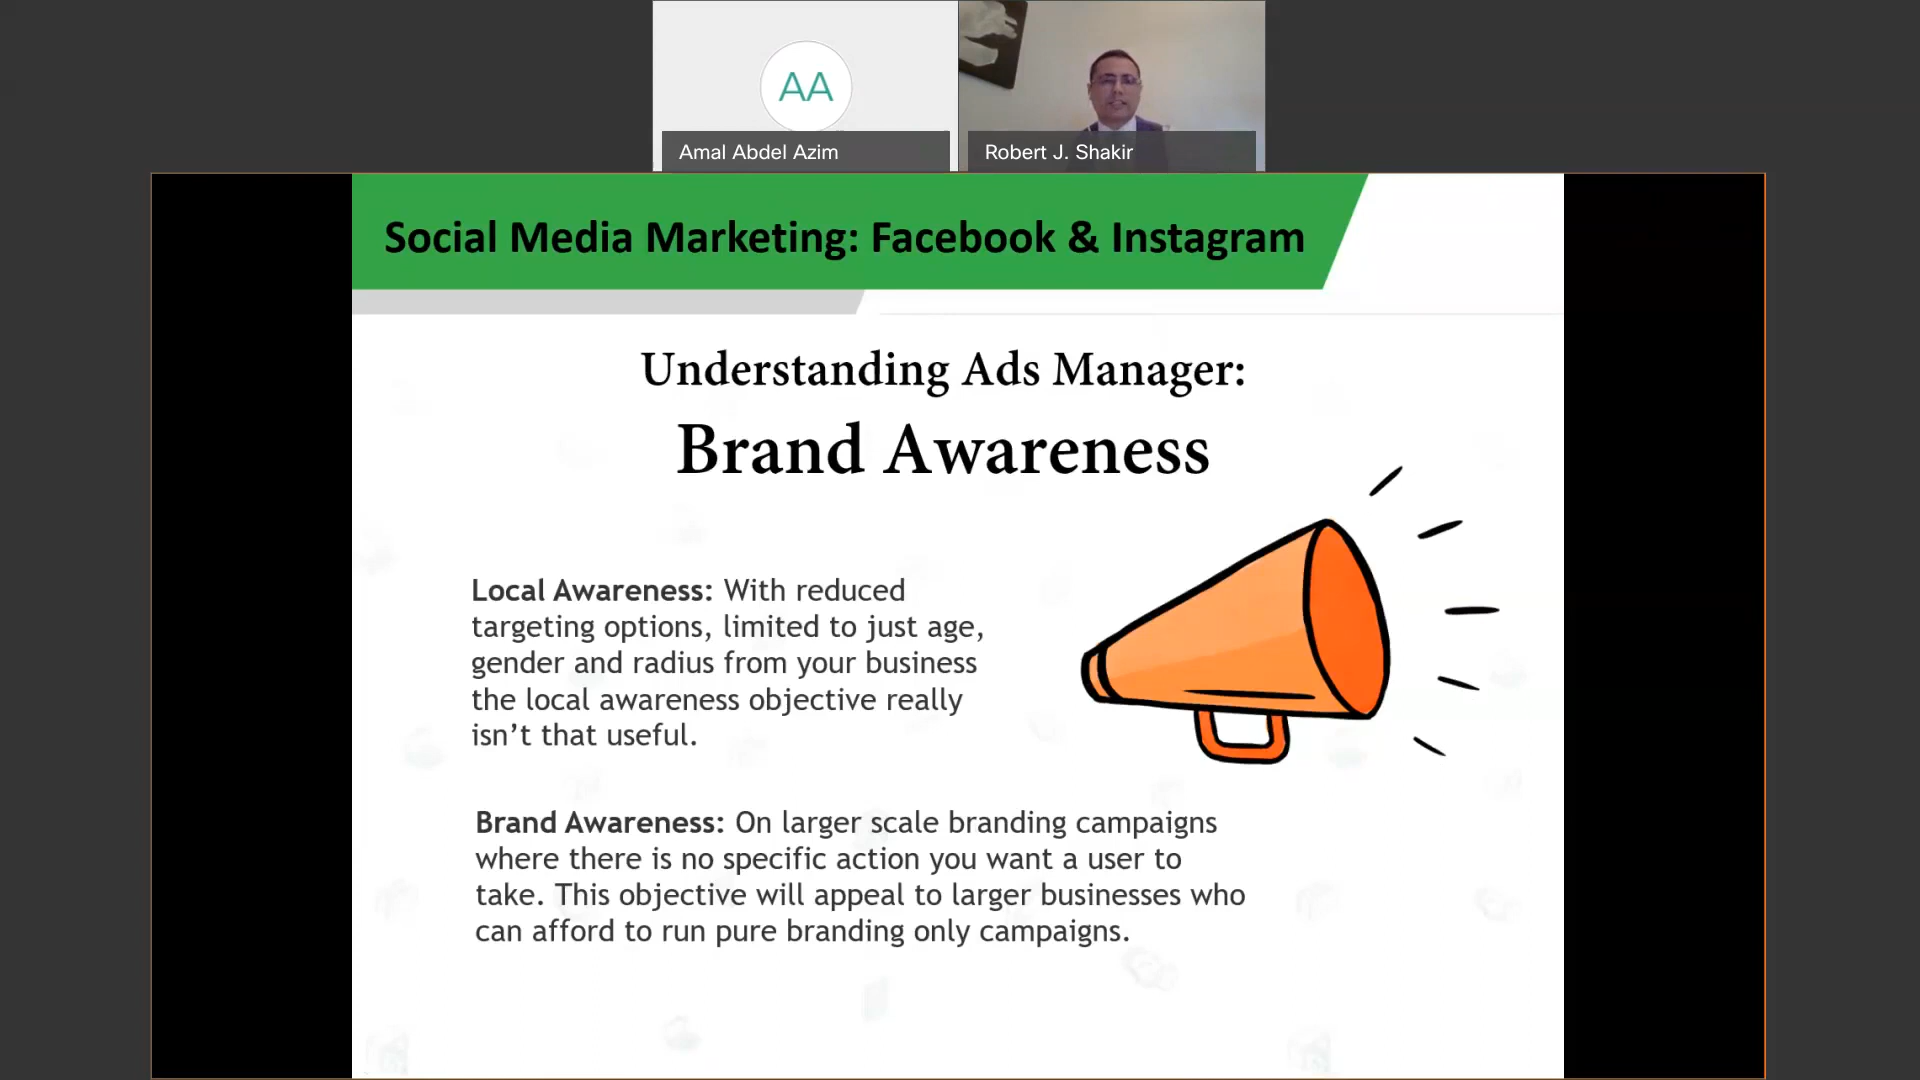 AA
Amal Abdel Azim
Robert J. Shakir
Social Media Marketing: Facebook & Instagram
Understanding Ads Manager:
Brand Awareness
Local Awareness: With reduced
targeting options, limited to just age,
gender and radius from your business
the local awareness objective really
isn’t that useful.
Brand Awareness: On larger scale branding campaigns
where there is no specific action you want a user to
take. This objective will appeal to larger businesses who
can afford to run pure branding only campaigns.